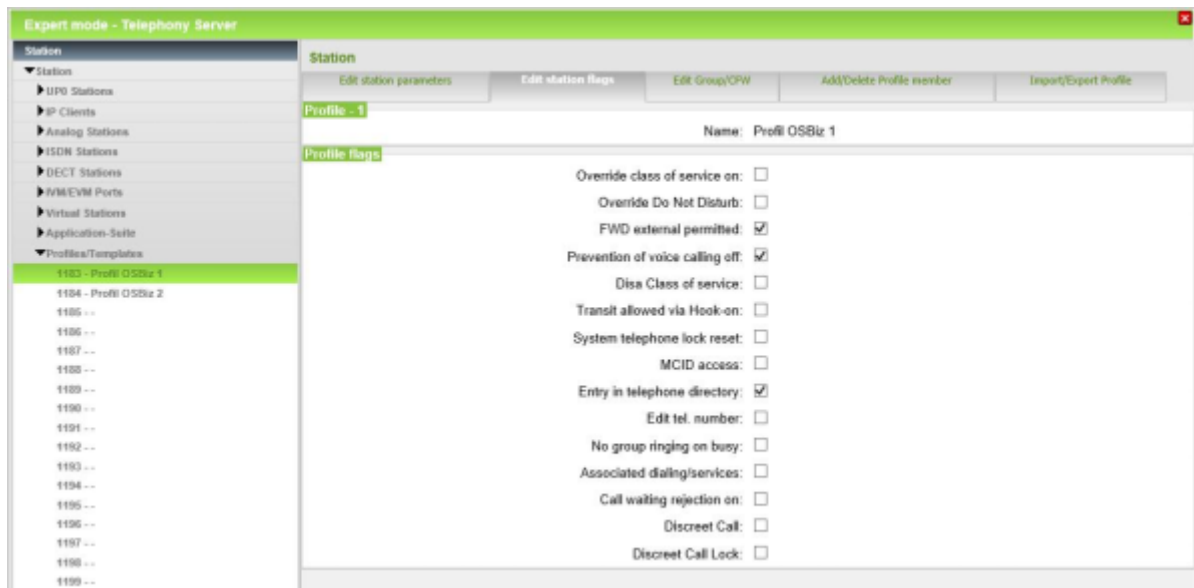 Expert mode - Telephony Server
Station
Station
UP0 Stations
IP Clients
Analog Stations
ISDN Stations
DECT Stations
IVM/EVM Ports
Virtual Stations
Application-Suite
Profiles/Templates
1183 - Profil OSBiz 1
1184 - Profil OSBiz 2
1185 - -
1186 - -
1187 - -
1188 - -
1189 - -
1190 - -
1191 - -
1192 - -
1193 - -
1194 - -
1195 - -
1196 - -
1197 - -
1198 - -
1199 - -
Station
Edit station parameters Edit station flags Edit Group/CFW Add/Delete Profile member Import/Export Profile
Profile - 1
Name: Profil OSBiz 1
Profile flags
Override class of service on:
Override Do Not Disturb:
FWD external permitted:
Prevention of voice calling off:
Disa Class of service:
Transit allowed via Hook-on:
System telephone lock reset:
MCID access:
Entry in telephone directory:
Edit tel. number:
No group ringing on busy:
Associated dialing/services:
Call waiting rejection on:
Discreet Call:
Discreet Call Lock: